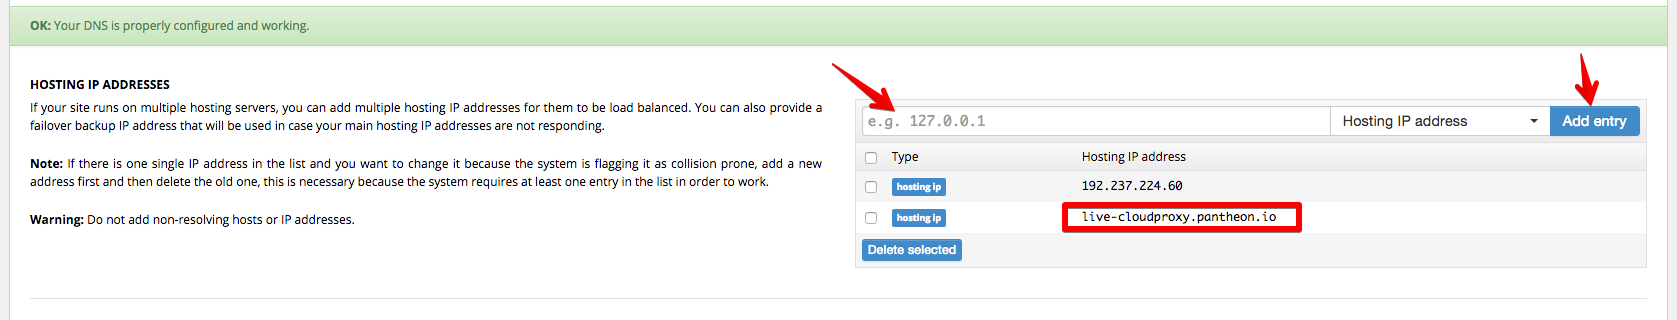 OK: Your DNS is properly configured and working.
HOSTING IP ADDRESSES
If your site runs on multiple hosting servers, you can add multiple hosting IP addresses for them to be load balanced. You can also provide a
failover backup IP address that will be used in case your main hosting IP addresses are not responding.
Note: If there is one single IP address in the list and you want to change it because the system is flagging it as collision prone, add a new
address first and then delete the old one, this is necessary because the system requires at least one entry in the list in order to work.
Warning: Do not add non-resolving hosts or IP addresses.
e.g. 127.0.0.1 Hosting IP address Add entry
Type Hosting IP address
hosting ip 192.237.224.60
hosting ip live-cloudproxy.pantheon.io
Delete selected